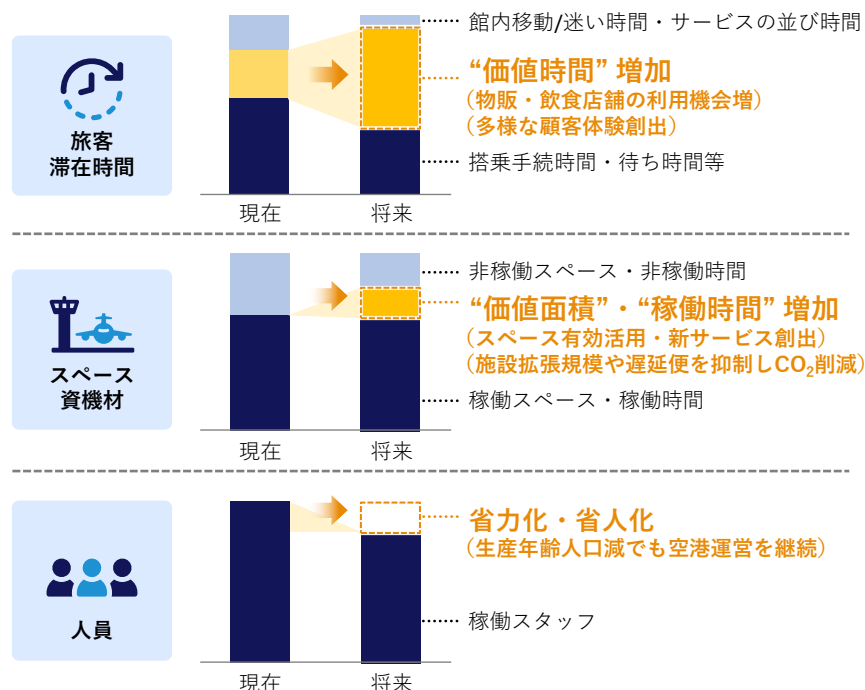 旅客
滞在時間
館内移動/迷い時間・サービスの並び時間
“価値時間” 増加
（物販・飲食店舗の利用機会増）
（多様な顧客体験創出）
搭乗手続時間・待ち時間等
現在
将来
スペース
資機材
非稼働スペース・非稼働時間
“価値面積”・“稼働時間” 増加
（スペース有効活用・新サービス創出）
（施設拡張規模や遅延便を抑制しCO₂削減）
稼働スペース・稼働時間
現在
将来
人員
省力化・省人化
（生産年齢人口減でも空港運営を継続）
稼働スタッフ
現在
将来